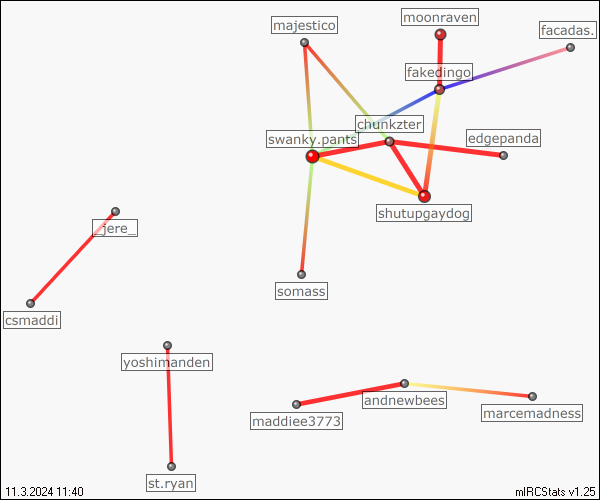 moonraven
majestico
facadas.
fakedingo
chunkzter
swanky.pants
edgepanda
shutupgaydog
_jere_
somass
csmaddi
yoshimanden
andnewbees
marcemadness
maddiee3773
st.ryan
11.3.2024 11:40
mIRCStats v1.25